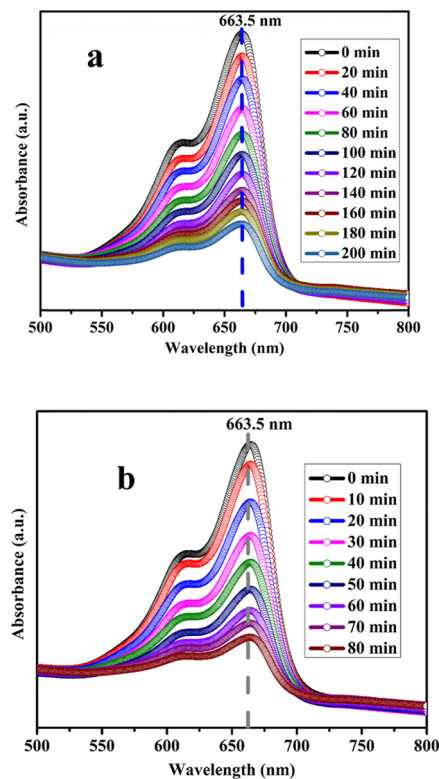 663.5 nm
a
0 min
20 min
40 min
60 min
80 min
100 min
120 min
140 min
160 min
180 min
200 min
Absorbance (a.u.)
500 550 600 650 700 750 800
Wavelength (nm)
663.5 nm
b
0 min
10 min
20 min
30 min
40 min
50 min
60 min
70 min
80 min
Absorbance (a.u.)
500 550 600 650 700 750 800
Wavelength (nm)